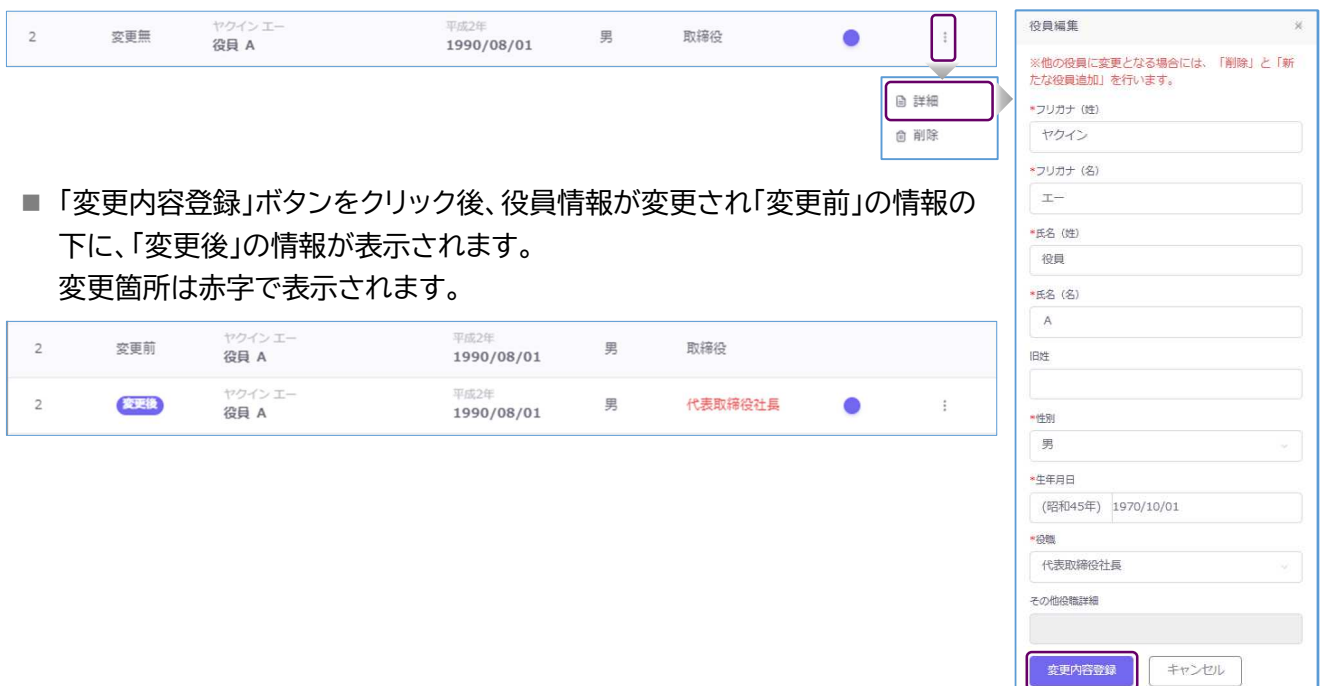 2 変更無 ヤクイン エー 平成2年 男 取締役
役員 A 1990/08/01
詳細
削除
■ 「変更内容登録」ボタンをクリック後、役員情報が変更され「変更前」の情報の
下に、「変更後」の情報が表示されます。
変更箇所は赤字で表示されます。
2 変更前 ヤクイン エー 平成2年 男 取締役
役員 A 1990/08/01
2 変更後 ヤクイン エー 平成2年 男 代表取締役社長
役員 A 1990/08/01
役員編集 ×
※他の役員に変更となる場合には、「削除」と「新
たな役員追加」を行います。
*フリガナ（姓）
ヤクイン
*フリガナ（名）
エー
*氏名（姓）
役員
*氏名（名）
A
旧姓
*性別
男
*生年月日
(昭和45年) 1970/10/01
*役職
代表取締役社長
その他役職詳細
変更内容登録 キャンセル